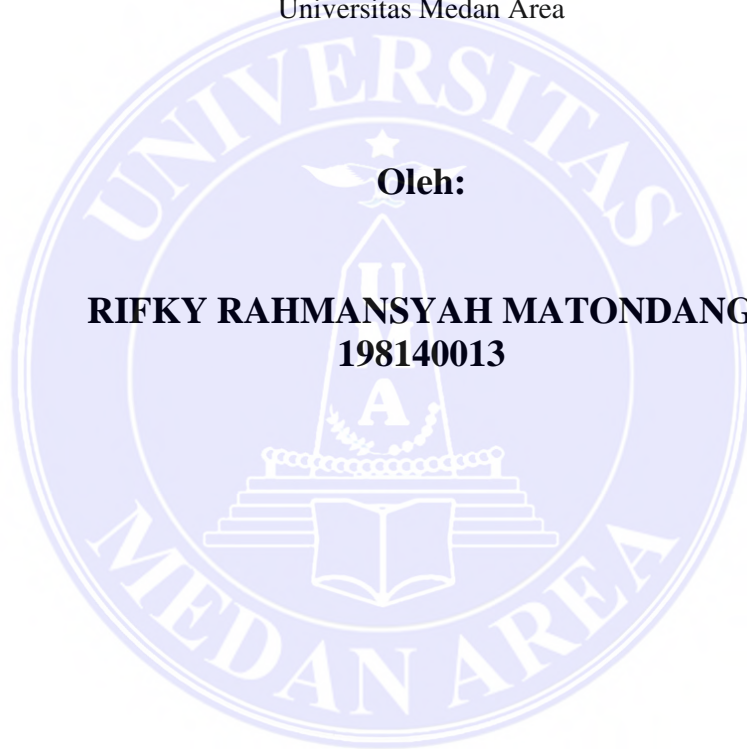 Universitas Medan Area
UNIVERSITAS
Oleh:
U
RIFKY RAHMANSYAH MATONDANG
198140013
A
MEDAN AREA